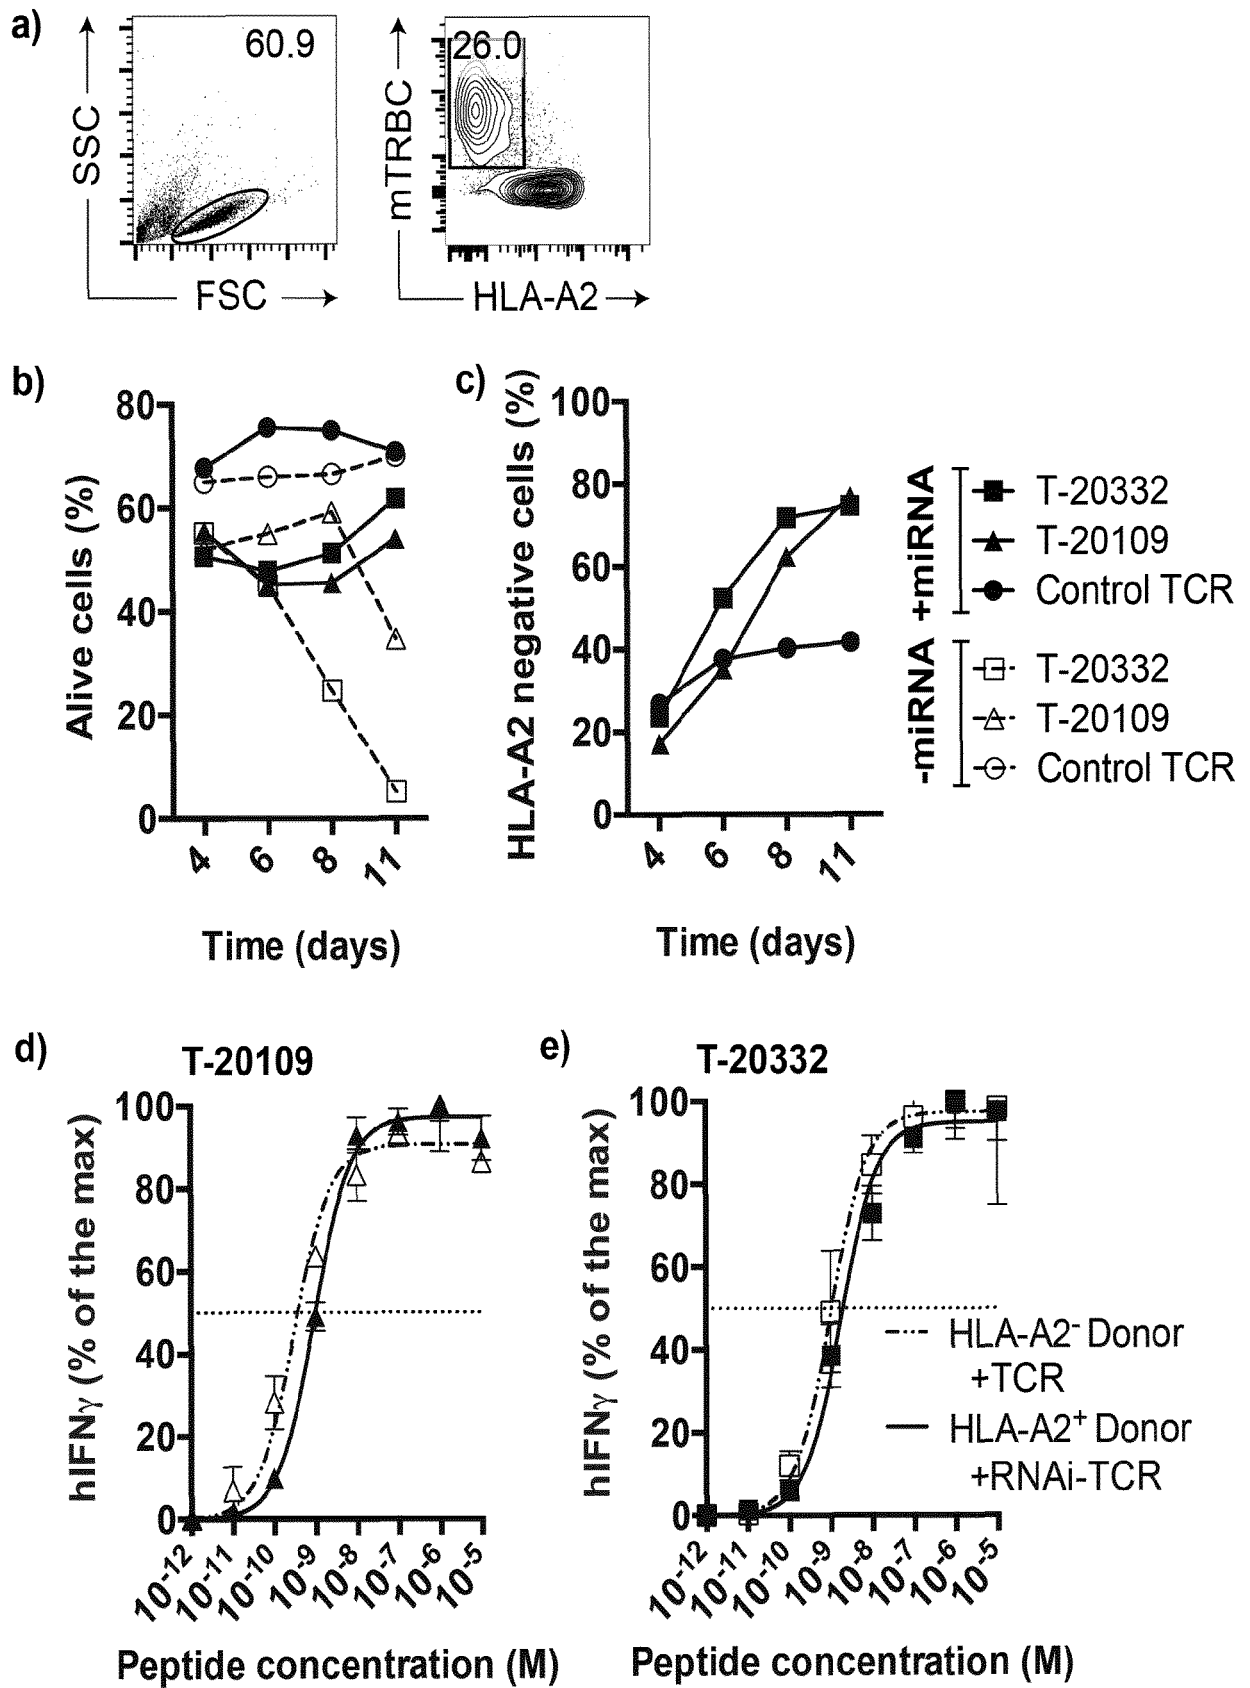 a)
60.9
SSC
FSC
26.0
mTRBC
HLA-A2
b)
80
60
40
20
0
Alive cells (%)
4
6
8
11
Time (days)
c)
100
80
60
40
20
0
HLA-A2 negative cells (%)
4
6
8
11
Time (days)
+miRNA
T-20332
T-20109
Control TCR
-miRNA
T-20332
T-20109
Control TCR
d)
T-20109
100
80
60
40
20
0
hIFNγ (% of the max)
10⁻¹²
10⁻¹¹
10⁻¹⁰
10⁻⁹
10⁻⁸
10⁻⁷
10⁻⁶
10⁻⁵
Peptide concentration (M)
e)
T-20332
100
80
60
40
20
0
hIFNγ (% of the max)
10⁻¹²
10⁻¹¹
10⁻¹⁰
10⁻⁹
10⁻⁸
10⁻⁷
10⁻⁶
10⁻⁵
Peptide concentration (M)
HLA-A2⁻ Donor
+TCR
HLA-A2⁺ Donor
+RNAi-TCR